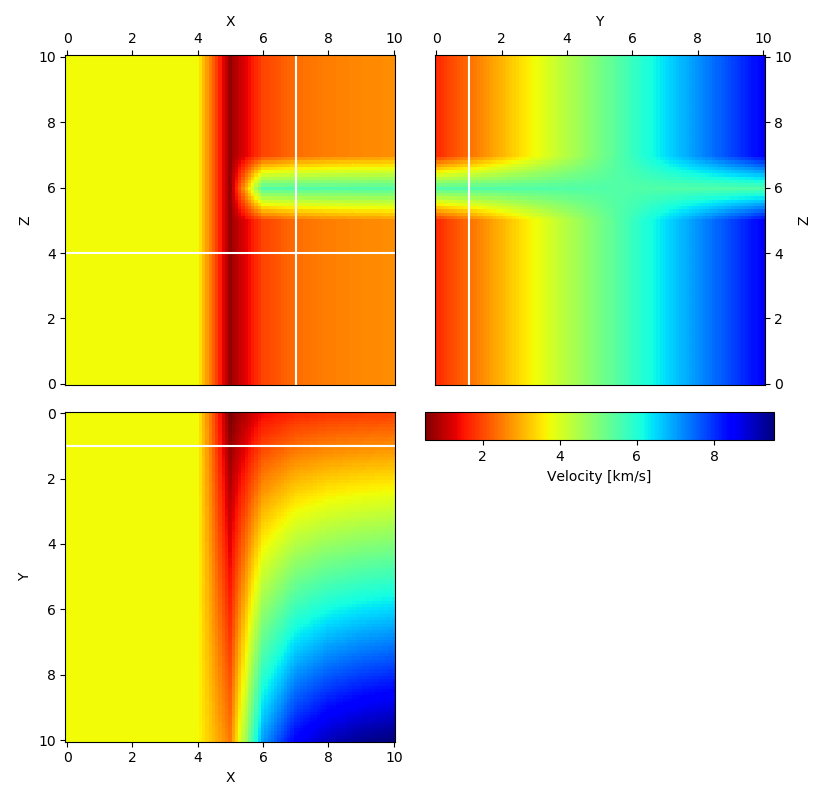 X Y
0 2 4 6 8 10 0 2 4 6 8 10
10 10
8 8
6 6
Z Z
4 4
2 2
0 0
0
2
4
Y
6
8
10
0 2 4 6 8 10
X
2 4 6 8
Velocity [km/s]